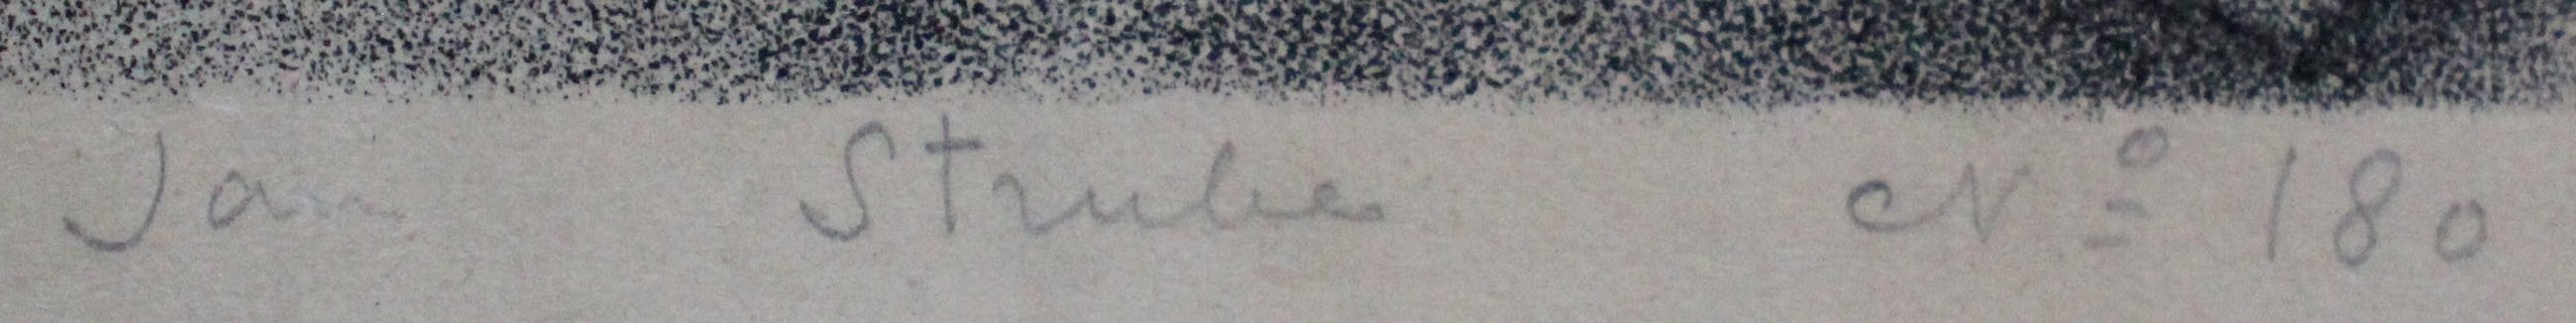 Jan Strube Nº 180